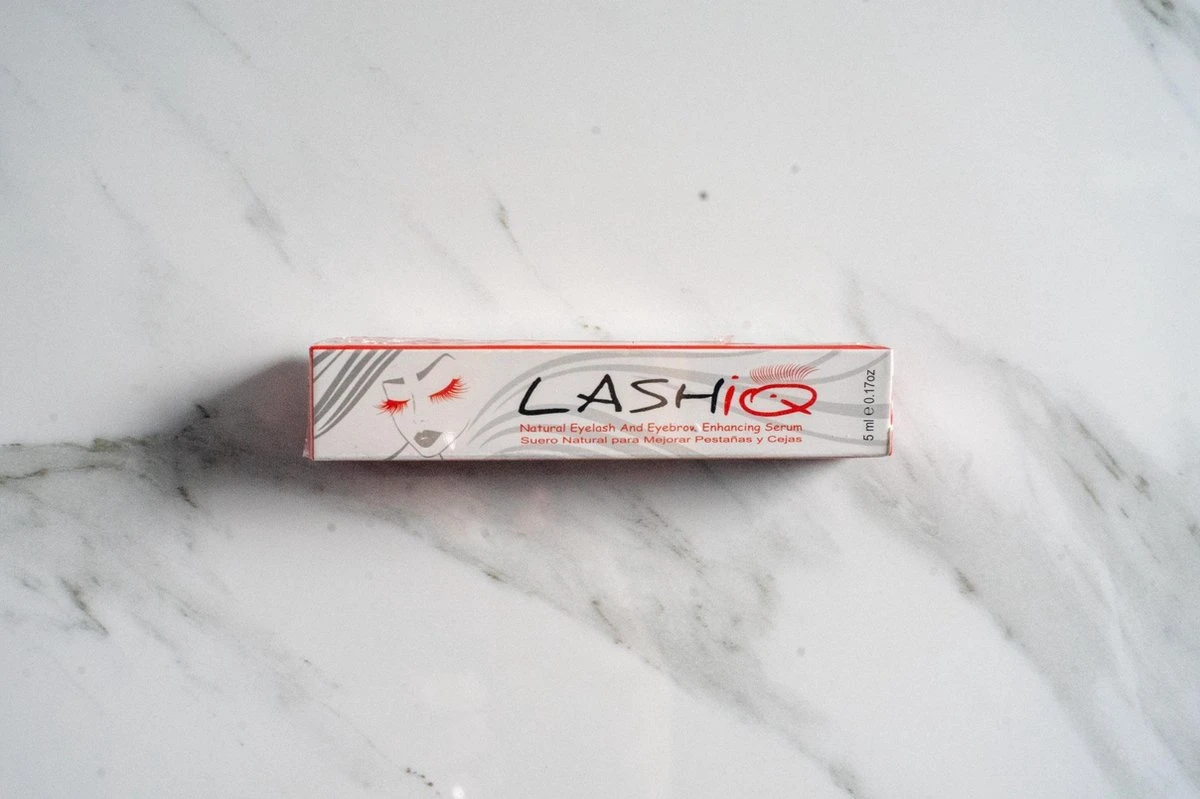 LASHiQ
Natural Eyelash And Eyebrow Enhancing Serum
Suero Natural para Mejorar Pestañas y Cejas
5 ml ℮ 0.17oz